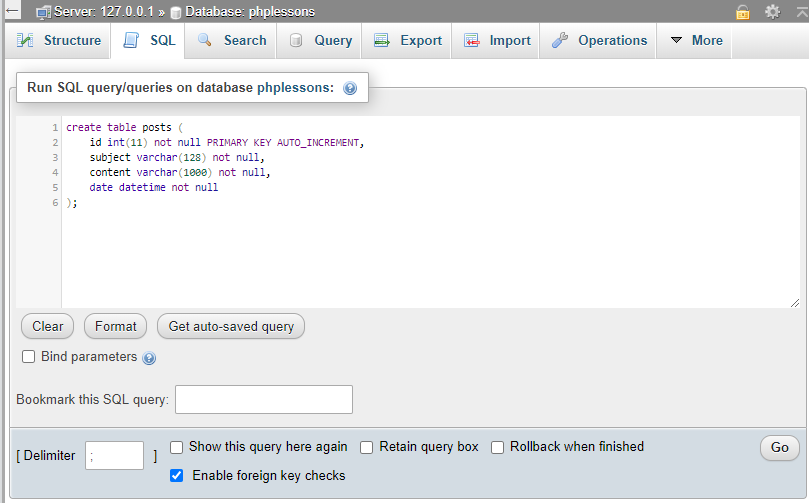 Server: 127.0.0.1 » Database: phplessons
Structure SQL Search Query Export Import Operations More
Run SQL query/queries on database phplessons:
1 create table posts (
2 id int(11) not null PRIMARY KEY AUTO_INCREMENT,
3 subject varchar(128) not null,
4 content varchar(1000) not null,
5 date datetime not null
6 );
Clear Format Get auto-saved query
Bind parameters
Bookmark this SQL query:
[ Delimiter ; ] Show this query here again Retain query box Rollback when finished Go
Enable foreign key checks